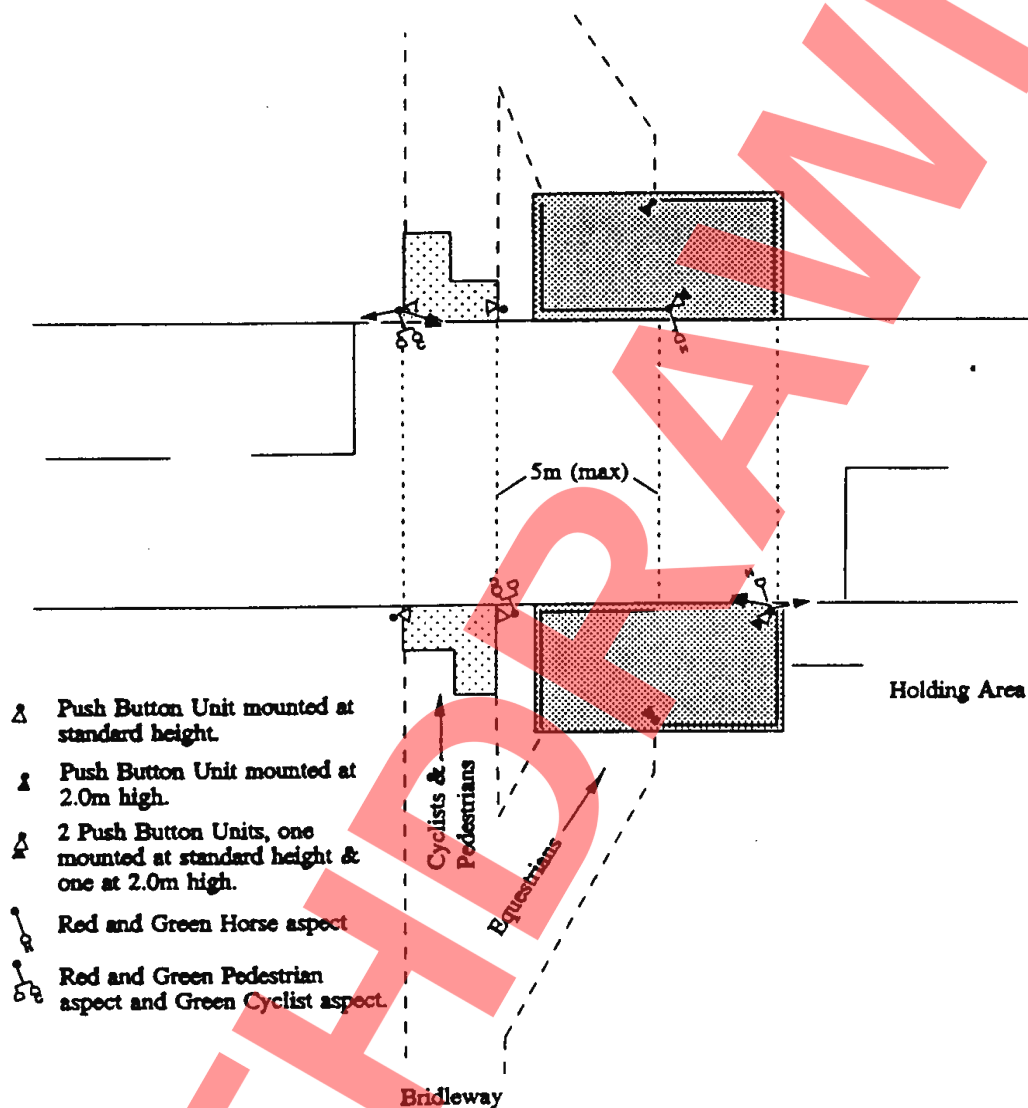 5m (max)
Holding Area
Push Button Unit mounted at
standard height.
Push Button Unit mounted at
2.0m high.
2 Push Button Units, one
mounted at standard height &
one at 2.0m high.
Red and Green Horse aspect
Red and Green Pedestrian
aspect and Green Cyclist aspect.
Cyclists &
Pedestrians
Equestrians
Bridleway
THDRAW